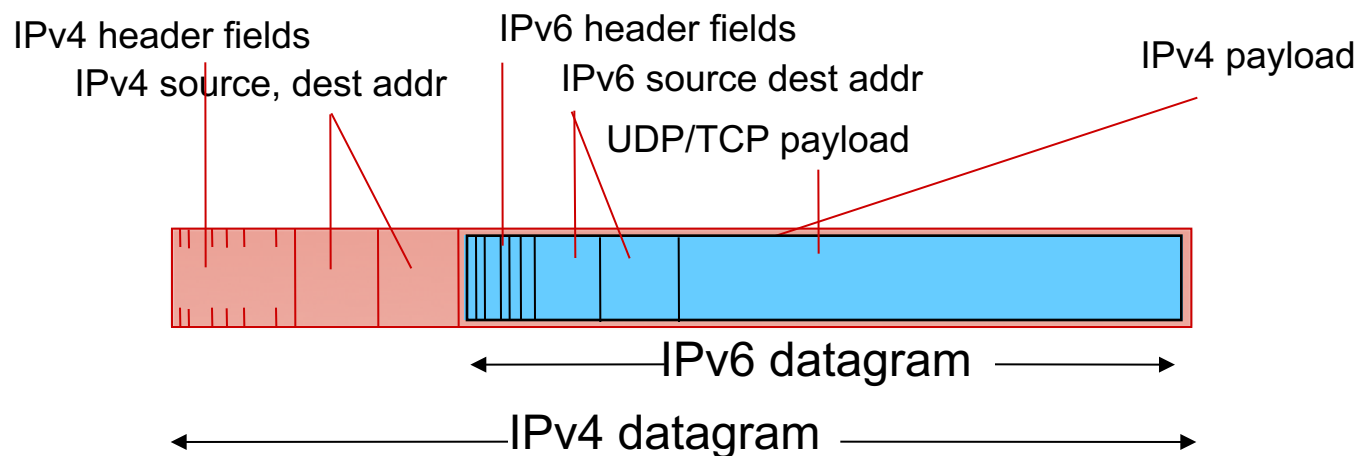 IPv4 header fields
IPv6 header fields
IPv4 payload
IPv4 source, dest addr
IPv6 source dest addr
UDP/TCP payload
IPv6 datagram
IPv4 datagram